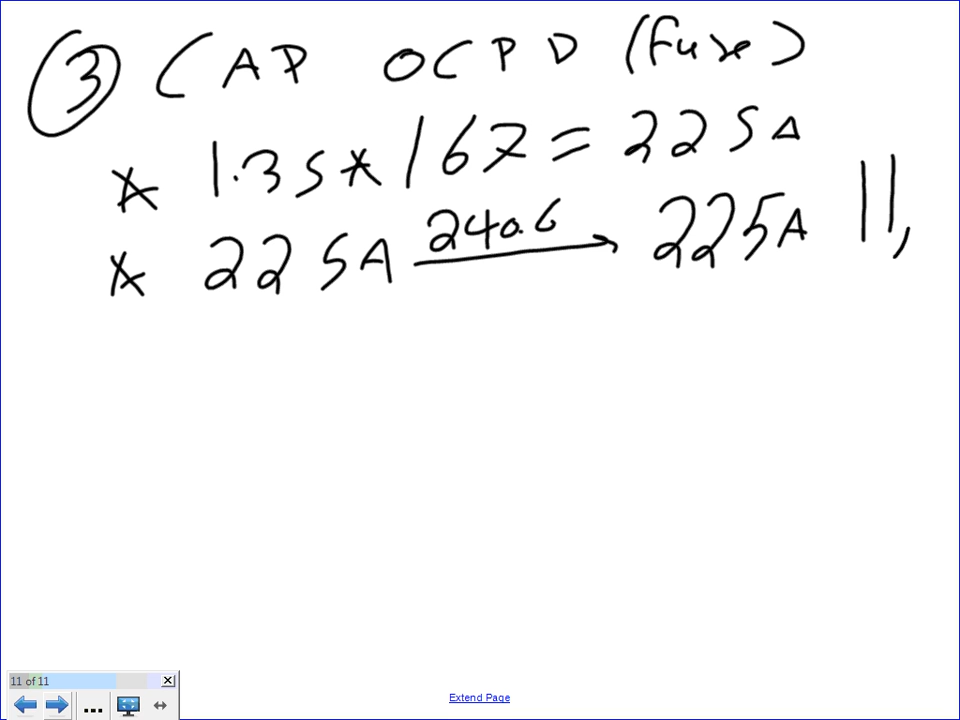 ③ CAP OCPD (Fuse)
* 1.35 * 167 = 225A
* 225A 240.6 → 225A //,
11 of 11
...
Extend Page